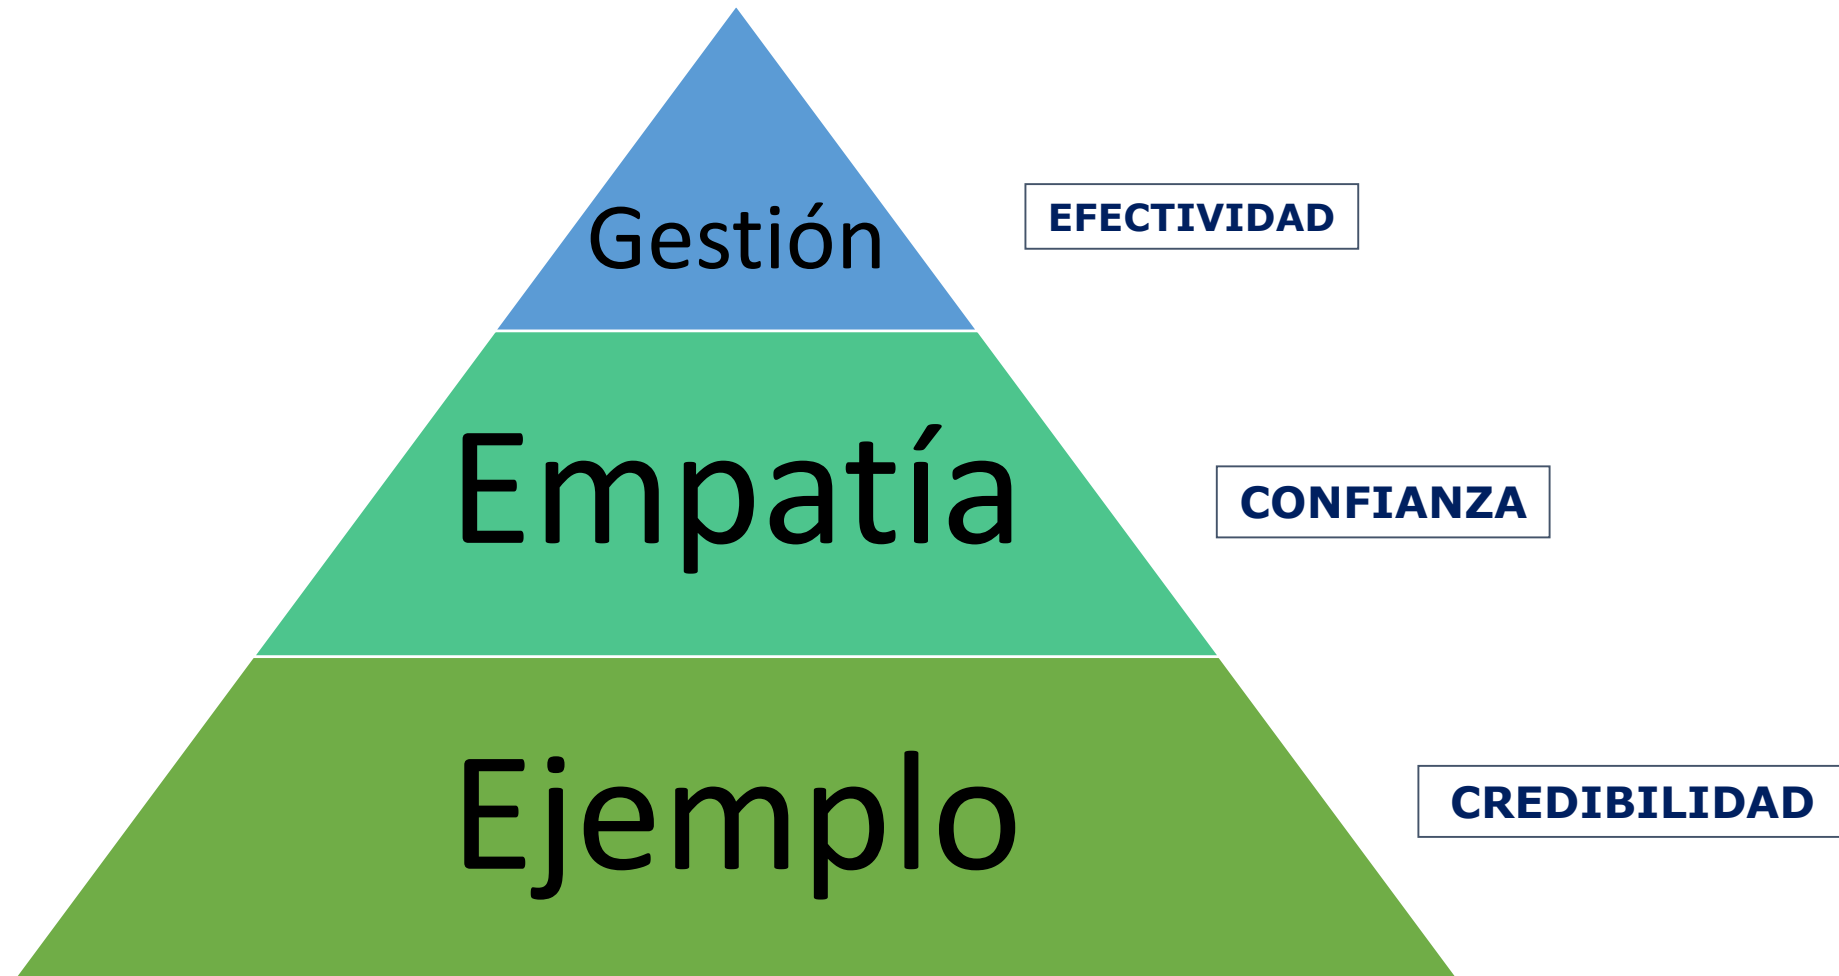 Gestión
EFECTIVIDAD
Empatía
CONFIANZA
Ejemplo
CREDIBILIDAD